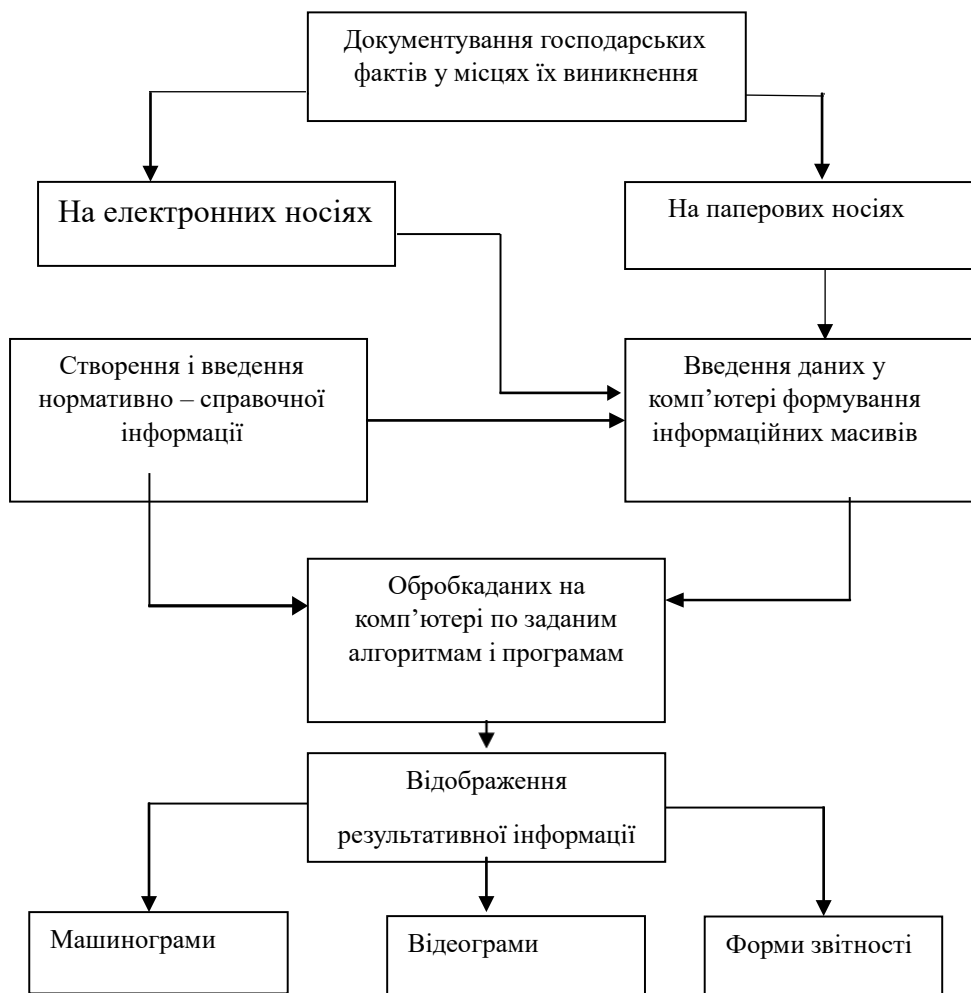 Документування господарських
фактів у місцях їх виникнення
На електронних носіях
На паперових носіях
Створення і введення
нормативно – справочної
інформації
Введення даних у
комп’ютері формування
інформаційних масивів
Обробкаданих на
комп’ютері по заданим
алгоритмам і програмам
Відображення
результативної інформації
Машинограми
Відеограми
Форми звітності